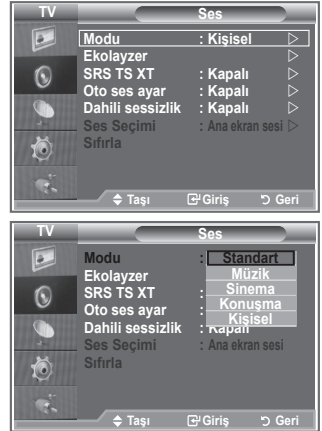 TV
Ses
Modu : Kişisel
Ekolayzer
SRS TS XT : Kapalı
Oto ses ayar : Kapalı
Dahili sessizlik : Kapalı
Ses Seçimi : Ana ekran sesi
Sıfırla
Taşı Giriş Geri
TV
Ses
Modu : Standart
Ekolayzer Müzik
SRS TS XT : Sinema
Oto ses ayar : Konuşma
Kişisel
Dahili sessizlik : Kapalı
Ses Seçimi : Ana ekran sesi
Sıfırla
Taşı Giriş Geri